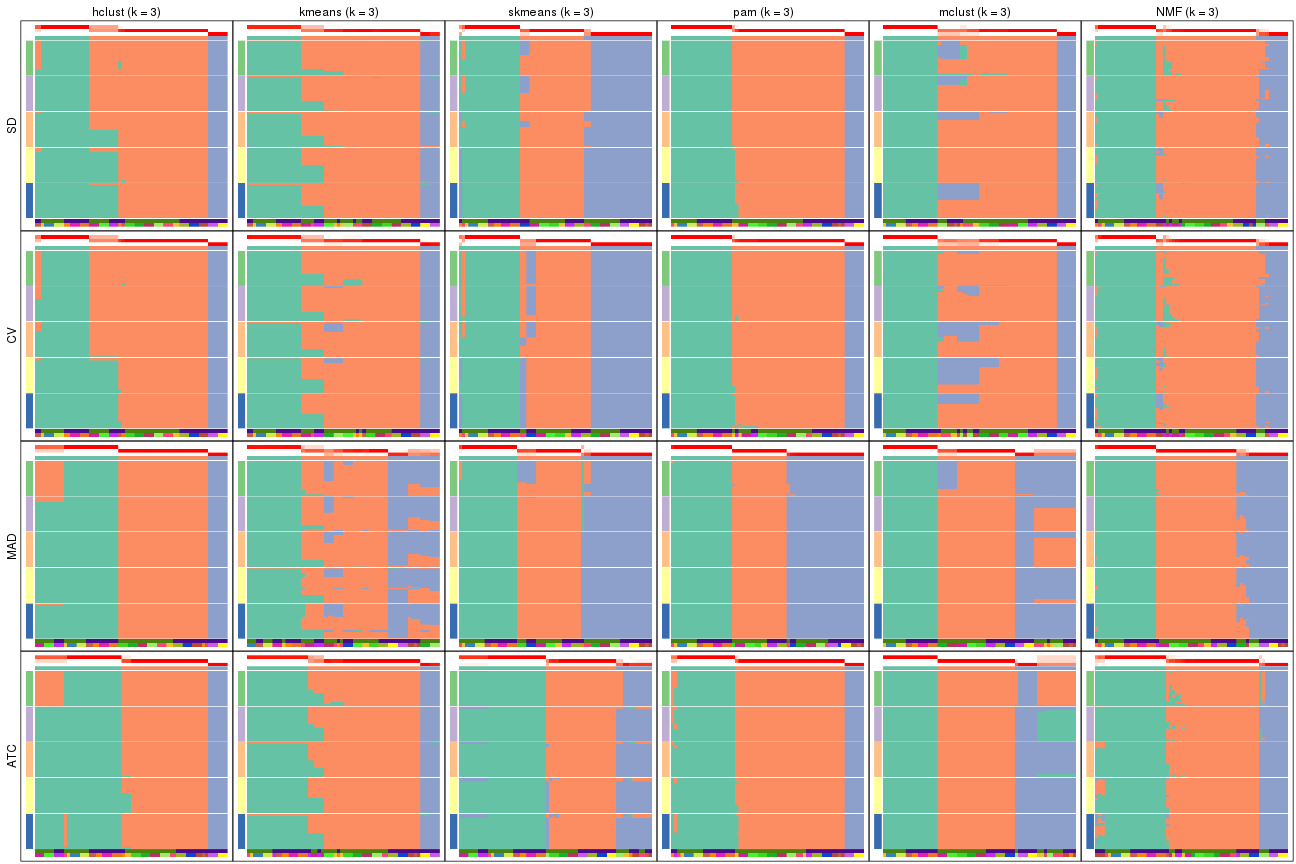 hclust (k = 3) kmeans (k = 3) skmeans (k = 3) pam (k = 3) mclust (k = 3) NMF (k = 3)
SD
CV
MAD
ATC